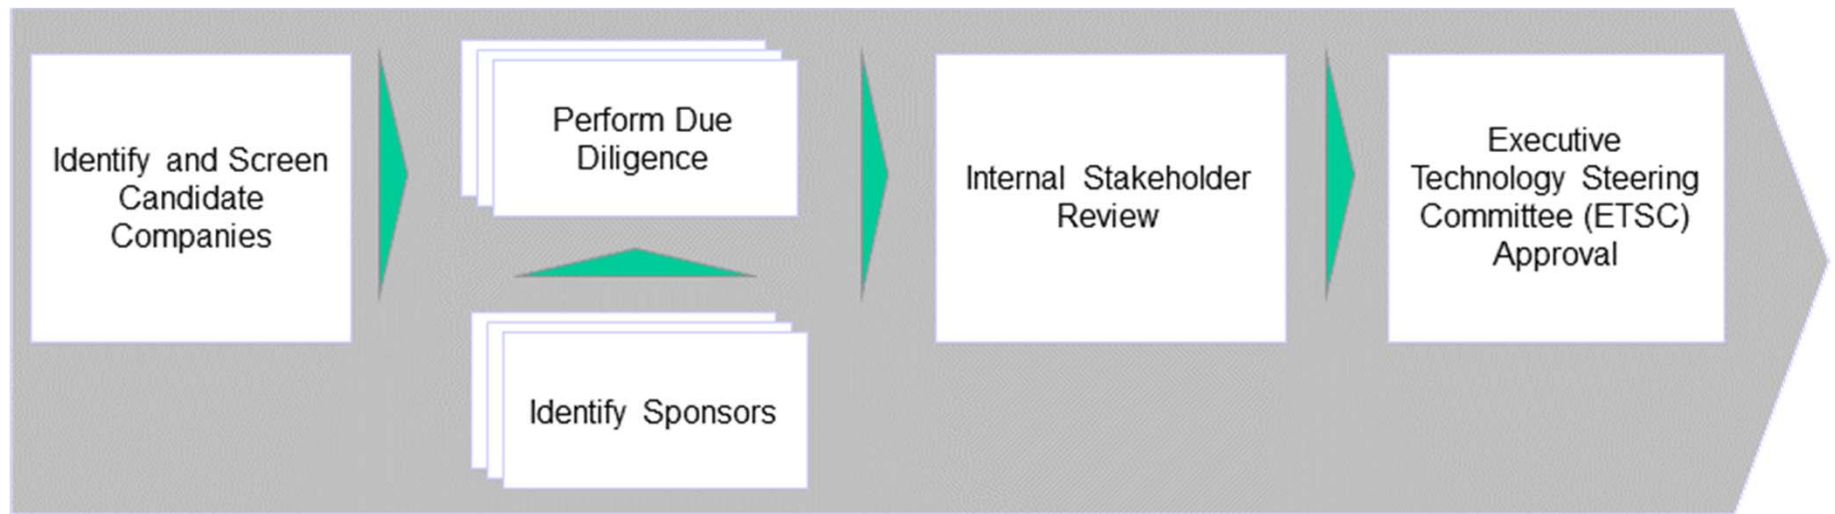 Identify and Screen
Candidate
Companies
Perform Due
Diligence
Identify Sponsors
Internal Stakeholder
Review
Executive
Technology Steering
Committee (ETSC)
Approval